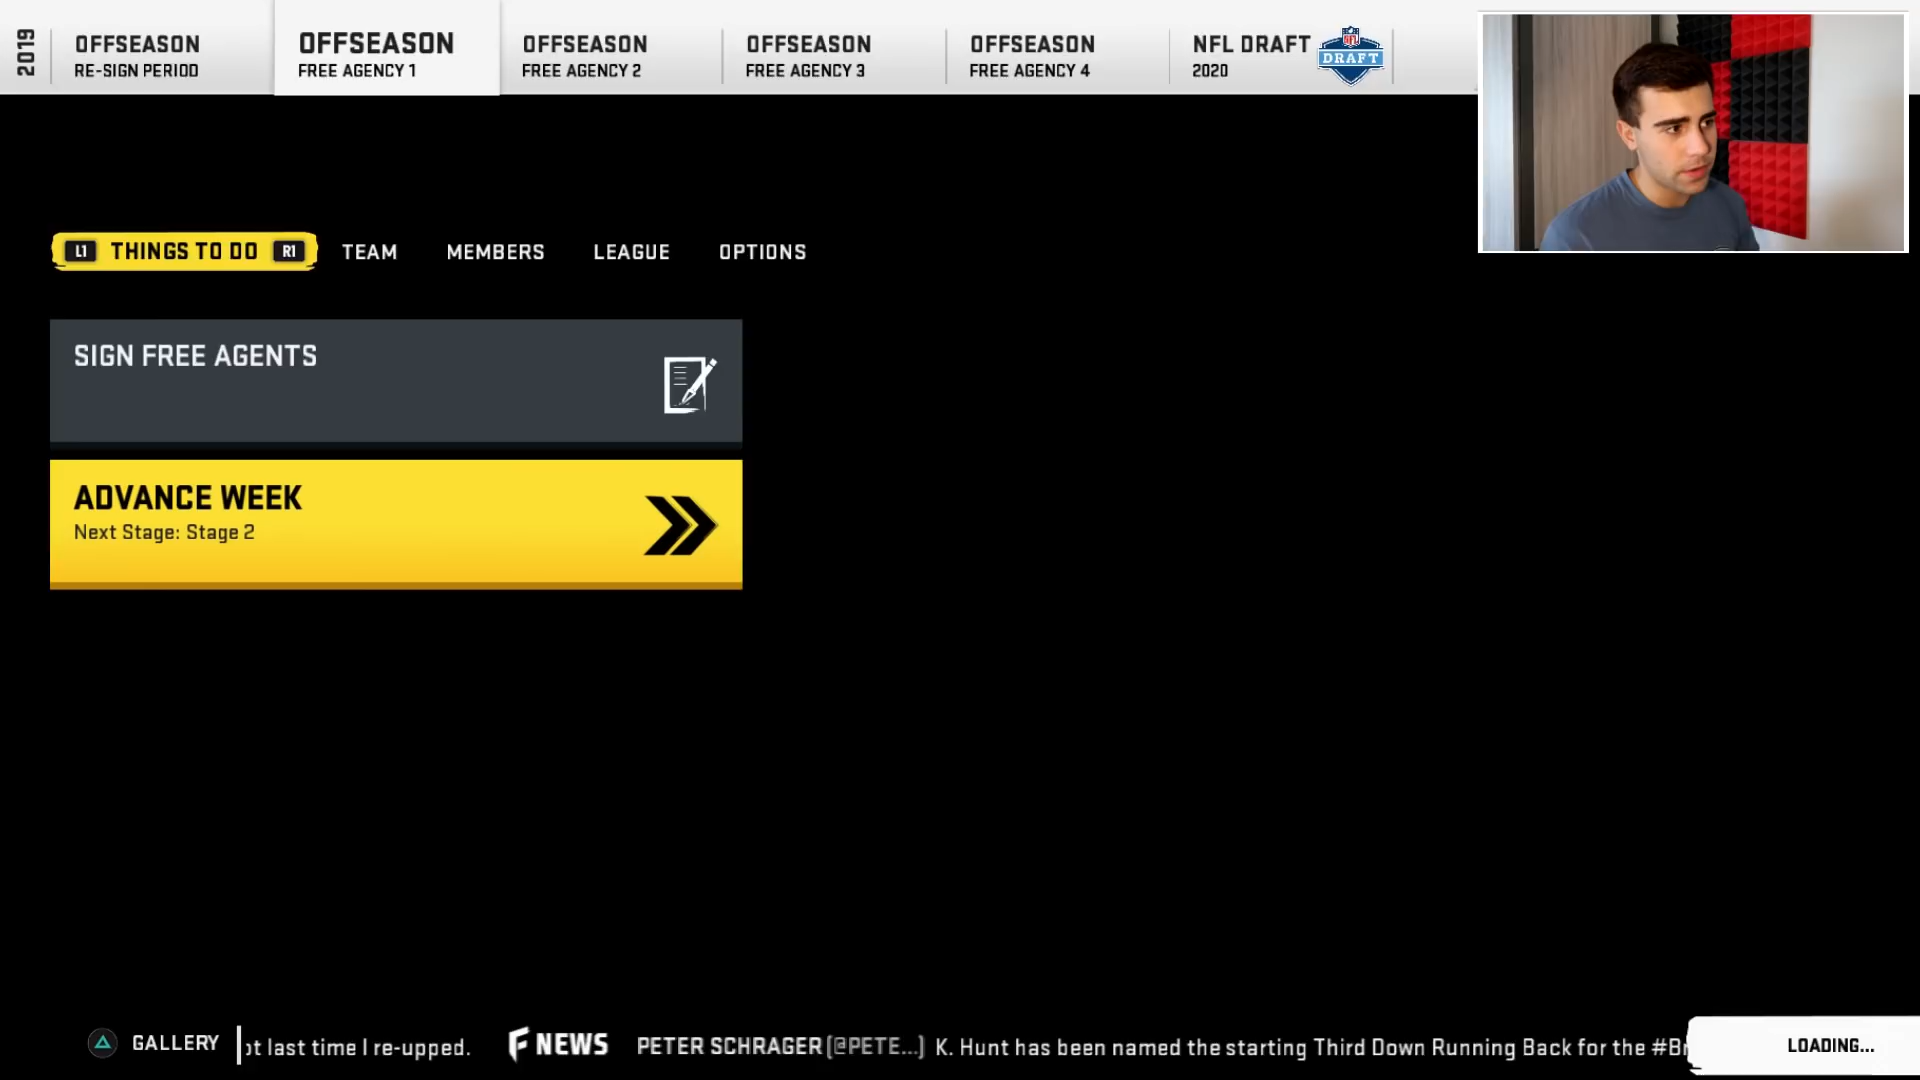 2019
OFFSEASON
RE-SIGN PERIOD
OFFSEASON
FREE AGENCY 1
OFFSEASON
FREE AGENCY 2
OFFSEASON
FREE AGENCY 3
OFFSEASON
FREE AGENCY 4
NFL DRAFT
2020
NFL
DRAFT
L1 THINGS TO DO R1 TEAM MEMBERS LEAGUE OPTIONS
SIGN FREE AGENTS
ADVANCE WEEK
Next Stage: Stage 2
GALLERY last time I re-upped. NEWS PETER SCHRAGER (@PETE...) K. Hunt has been named the starting Third Down Running Back for the
LOADING...